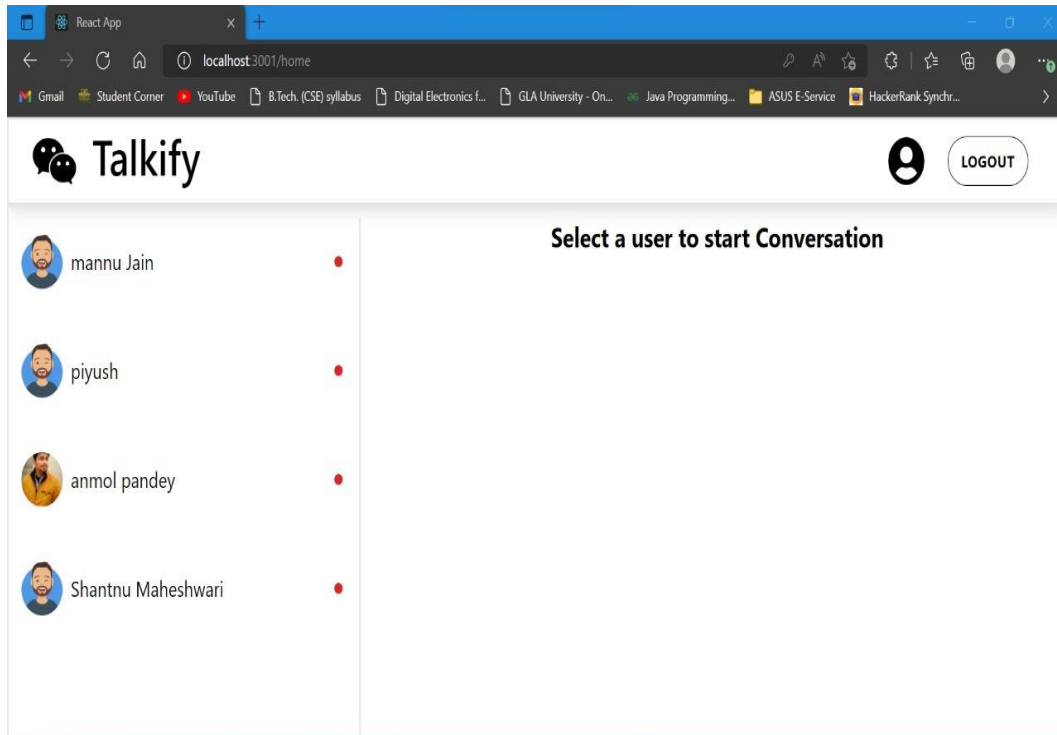 React App
localhost:3001/home
Gmail Student Corner YouTube B.Tech. (CSE) syllabus Digital Electronics f... GLA University - On... Java Programming... ASUS E-Service HackerRank Synchr...
Talkify
LOGOUT
Select a user to start Conversation
mannu Jain
piyush
anmol pandey
Shantnu Maheshwari